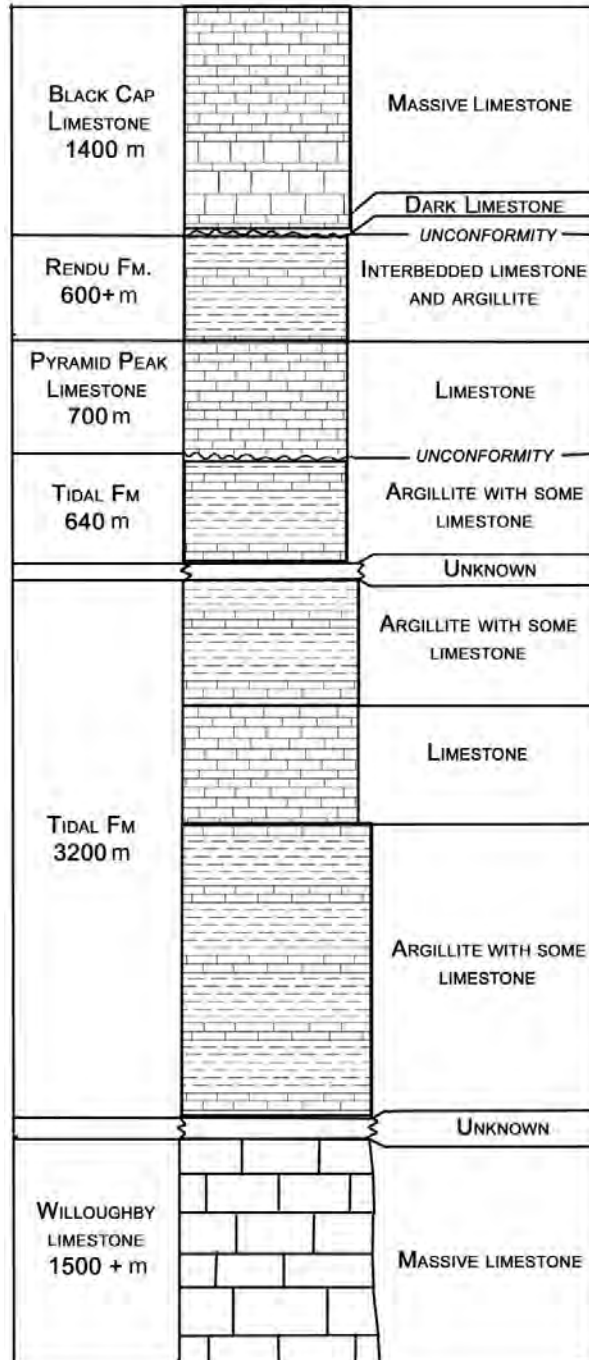 BLACK CAP
LIMESTONE
1400 m
MASSIVE LIMESTONE
DARK LIMESTONE
UNCONFORMITY
RENDU FM.
600+ m
INTERBEDDED LIMESTONE
AND ARGILLITE
PYRAMID PEAK
LIMESTONE
700 m
LIMESTONE
UNCONFORMITY
TIDAL FM
640 m
ARGILLITE WITH SOME
LIMESTONE
UNKNOWN
ARGILLITE WITH SOME
LIMESTONE
LIMESTONE
TIDAL FM
3200 m
ARGILLITE WITH SOME
LIMESTONE
UNKNOWN
WILLOUGHBY
LIMESTONE
1500 + m
MASSIVE LIMESTONE